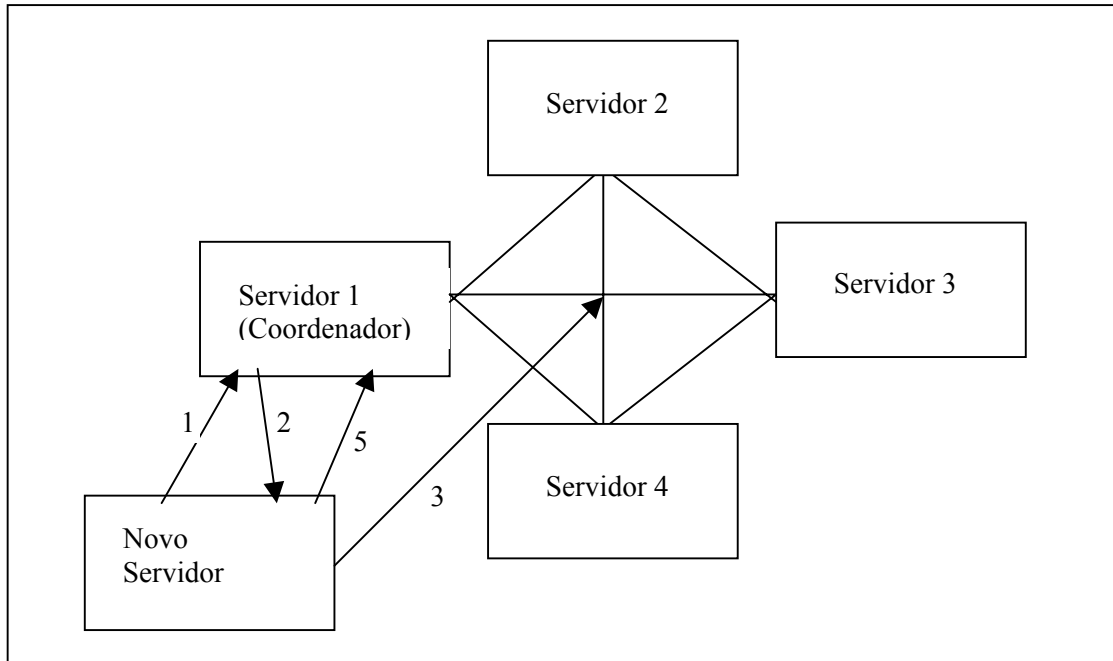 Servidor 2
Servidor 3
Servidor 1
(Coordenador)
1
2
5
3
Servidor 4
Novo
Servidor